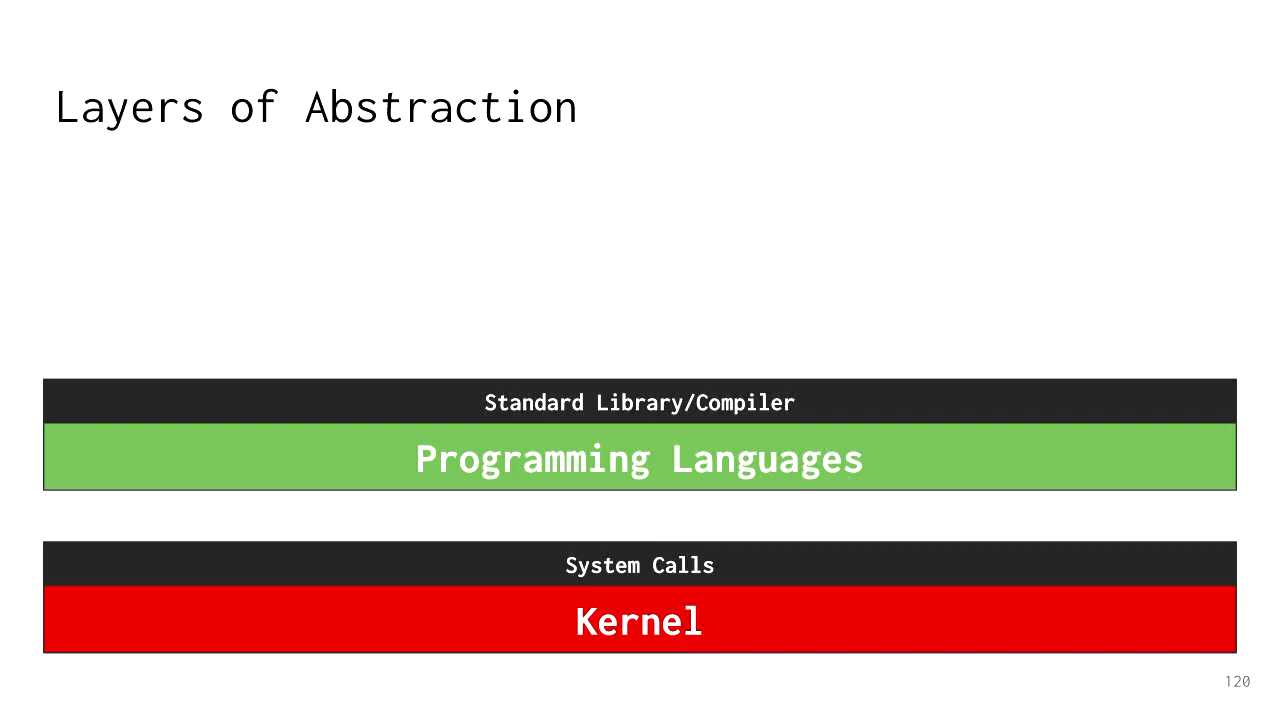 Layers of Abstraction
Standard Library/Compiler
Programming Languages
System Calls
Kernel
120